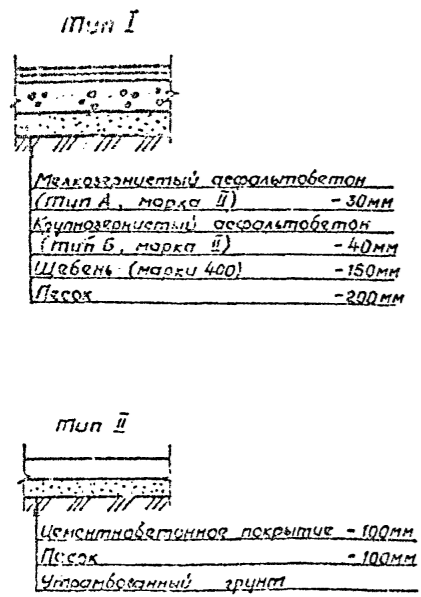 Тип I
Мелкозернистый асфальтобетон
(тип А, марка II) -30мм
Крупнозернистый асфальтобетон
(тип Б, марка II) -40мм
Щебень (марки 400) -150мм
Песок -200мм
тип II
Цементнобетонное покрытие -100мм
Песок -100мм
Утрамбованный грунт